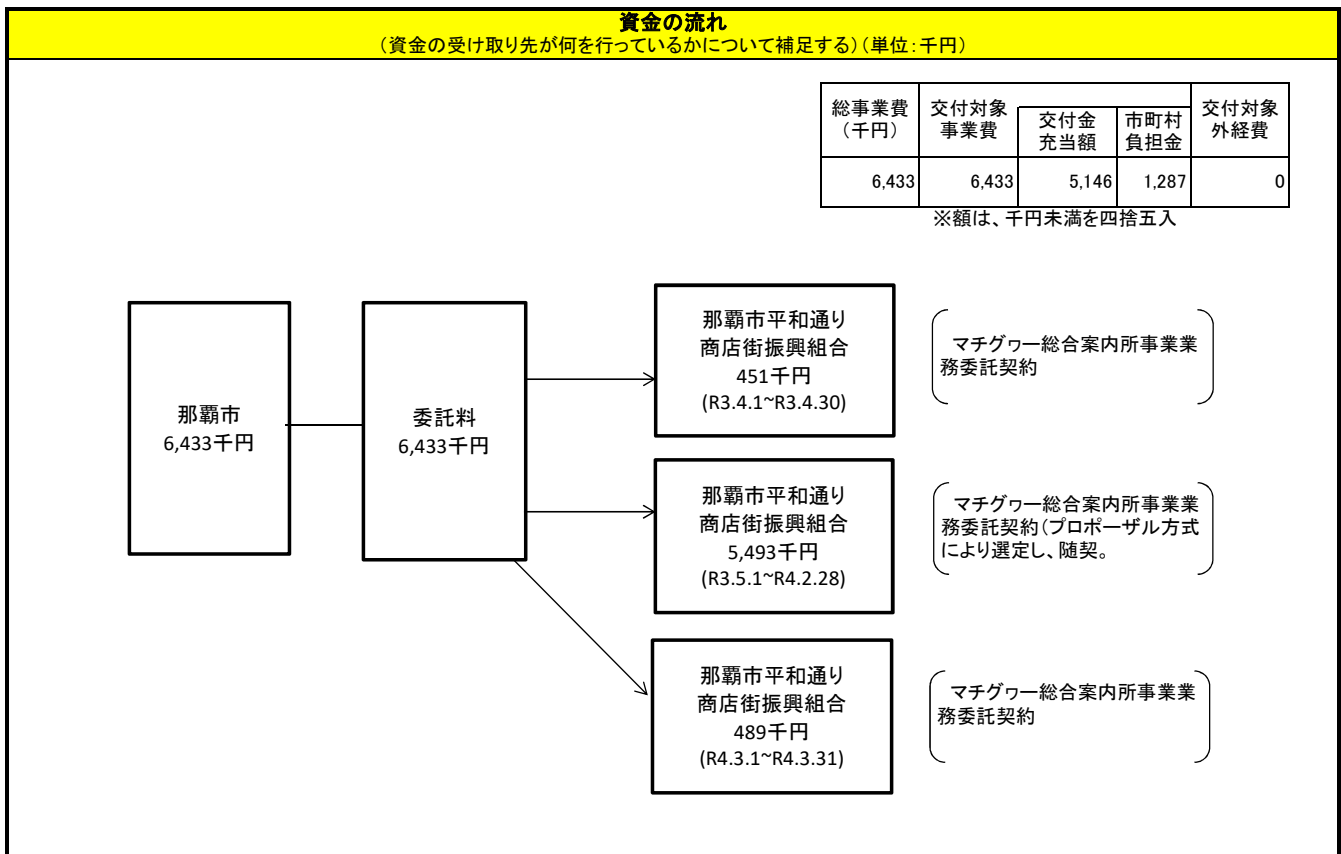 資金の流れ
（資金の受け取り先が何を行っているかについて補足する）（単位：千円）
総事業費
（千円）
交付対象
事業費
交付金
充当額
市町村
負担金
交付対象
外経費
6,433
6,433
5,146
1,287
0
※額は、千円未満を四捨五入
那覇市
6,433千円
委託料
6,433千円
那覇市平和通り
商店街振興組合
451千円
(R3.4.1~R3.4.30)
マチグヮー総合案内所事業業
務委託契約
那覇市平和通り
商店街振興組合
5,493千円
(R3.5.1~R4.2.28)
マチグヮー総合案内所事業業
務委託契約（プロポーザル方式
により選定し、随契。
那覇市平和通り
商店街振興組合
489千円
(R4.3.1~R4.3.31)
マチグヮー総合案内所事業業
務委託契約